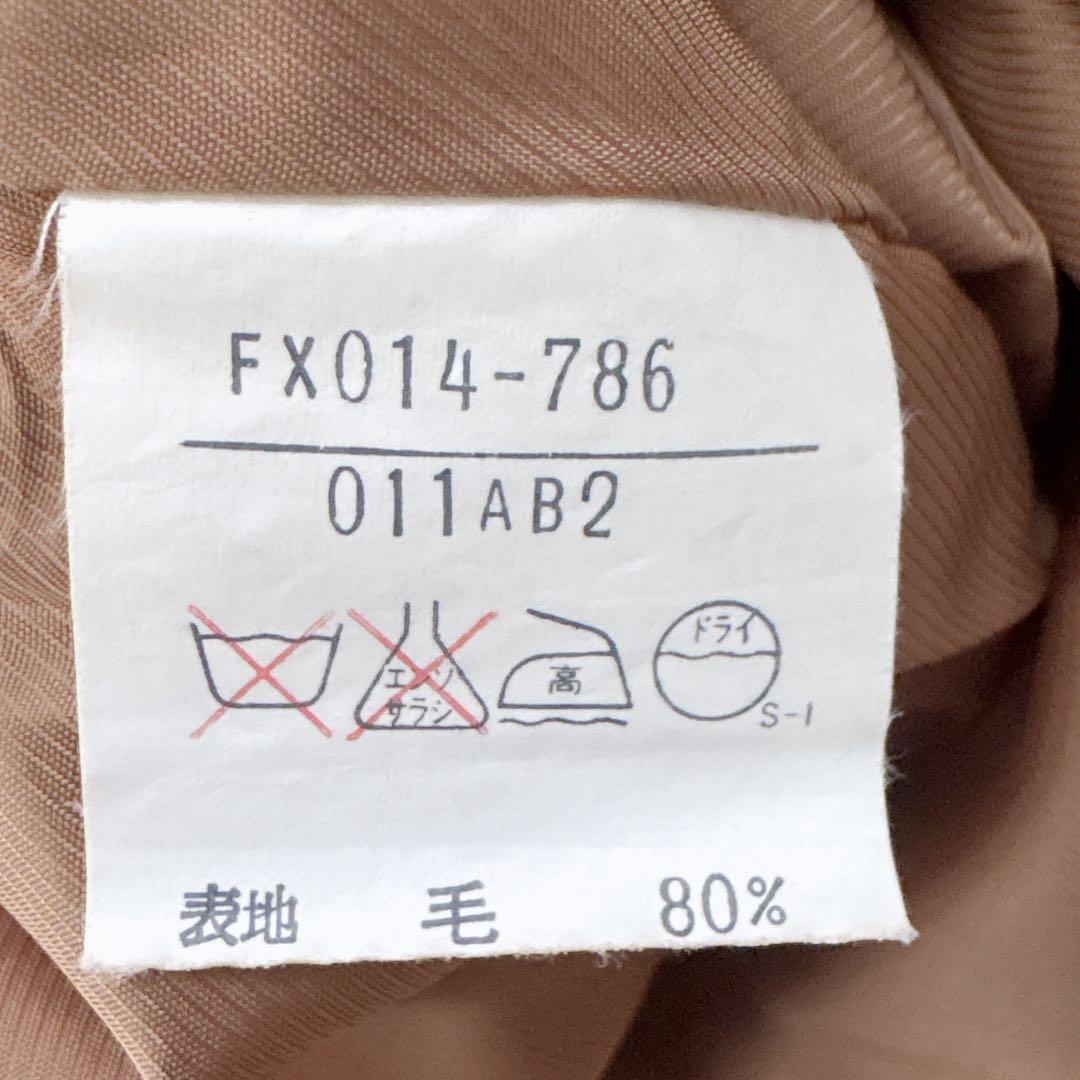 FX014-786
011AB2
エンソ
サラシ
高
ドライ
S-1
表地 毛 80%